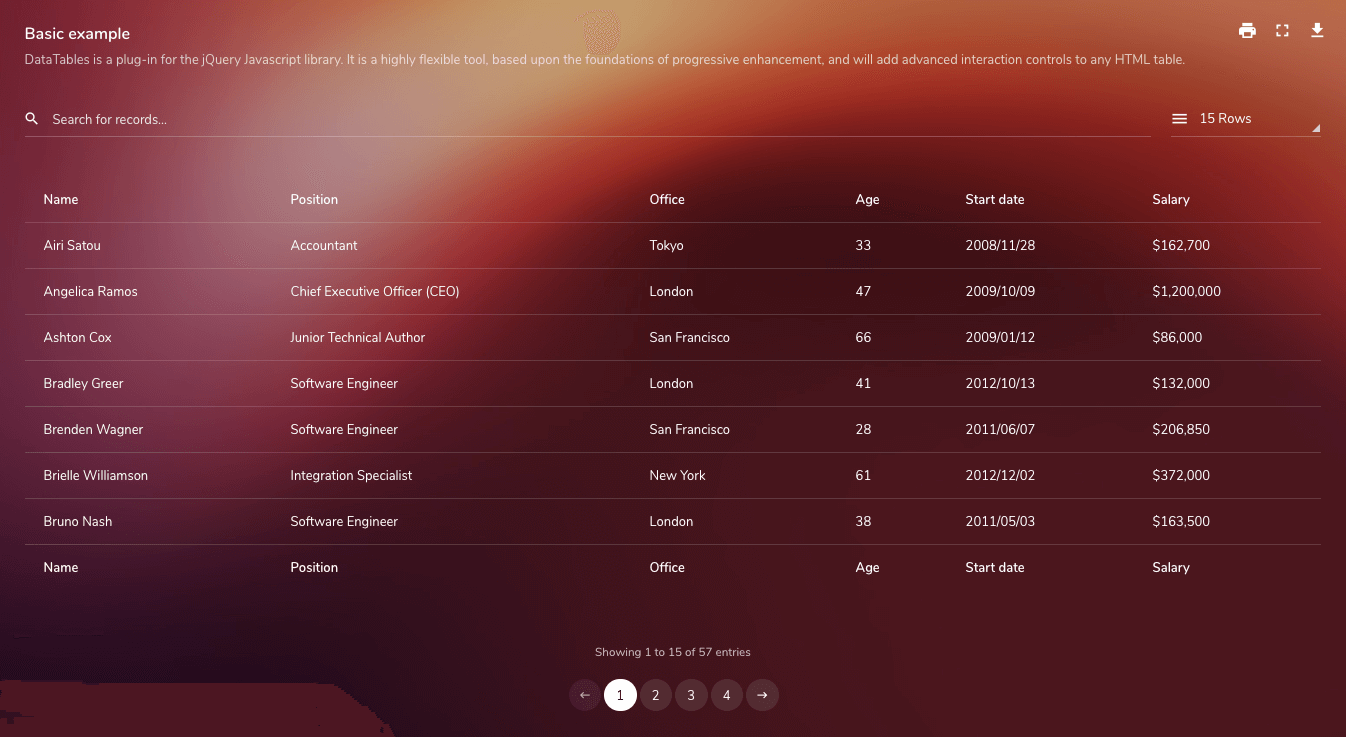 Basic example
DataTables is a plug-in for the jQuery Javascript library. It is a highly flexible tool, based upon the foundations of progressive enhancement, and will add advanced interaction controls to any HTML table.
Search for records... 15 Rows
Name Position Office Age Start date Salary
Airi Satou Accountant Tokyo 33 2008/11/28 $162,700
Angelica Ramos Chief Executive Officer (CEO) London 47 2009/10/09 $1,200,000
Ashton Cox Junior Technical Author San Francisco 66 2009/01/12 $86,000
Bradley Greer Software Engineer London 41 2012/10/13 $132,000
Brenden Wagner Software Engineer San Francisco 28 2011/06/07 $206,850
Brielle Williamson Integration Specialist New York 61 2012/12/02 $372,000
Bruno Nash Software Engineer London 38 2011/05/03 $163,500
Name Position Office Age Start date Salary
Showing 1 to 15 of 57 entries
← 1 2 3 4 →